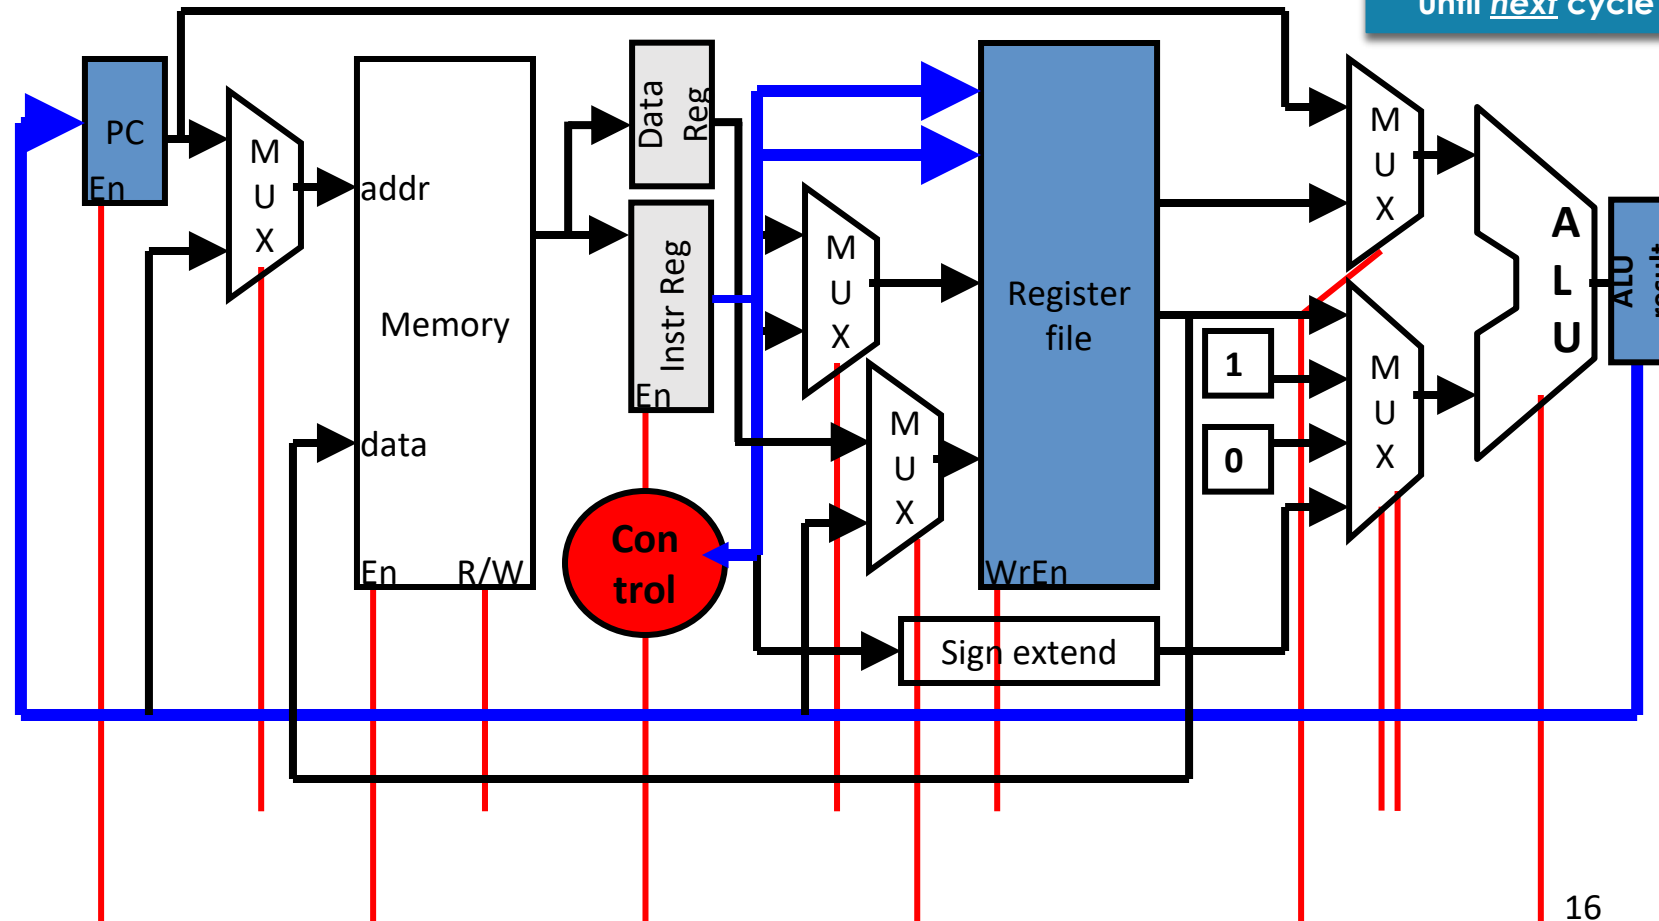 until next cycle
PC
En
M
U
X
addr
data
Memory
En R/W
Data
Reg
Instr Reg
En
Con
trol
M
U
X
M
U
X
Register
file
WrEn
Sign extend
1
0
M
U
X
M
U
X
A
L
U
ALU
result
16